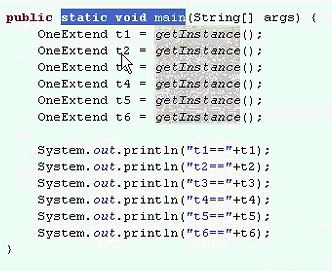 public static void main(String[] args) {
OneExtend t1 = getInstance();
OneExtend t2 = getInstance();
OneExtend = getInstance();
OneExtend t4 = getInstance();
OneExtend t5 = getInstance();
OneExtend t6 = getInstance();
System.out.println("t1=="+t1);
System.out.println("t2=="+t2);
System.out.println("t3=="+t3);
System.out.println("t4=="+t4);
System.out.println("t5=="+t5);
System.out.println("t6=="+t6);
}